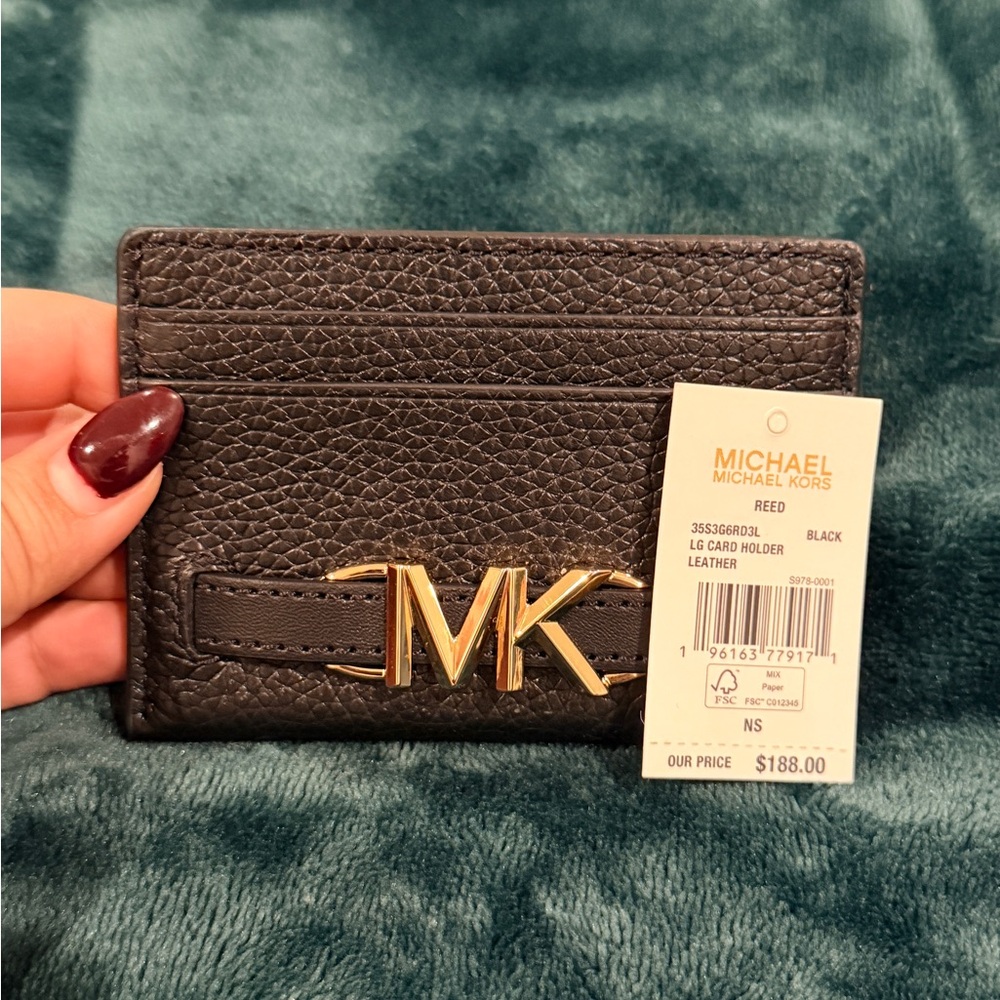 MK
MICHAEL
MICHAEL KORS
REED
35S3G6RD3L BLACK
LG CARD HOLDER
LEATHER
S978-0001
1 96163 77917 1
FSC
MIX
Paper
FSC™ C012345
NS
OUR PRICE $188.00